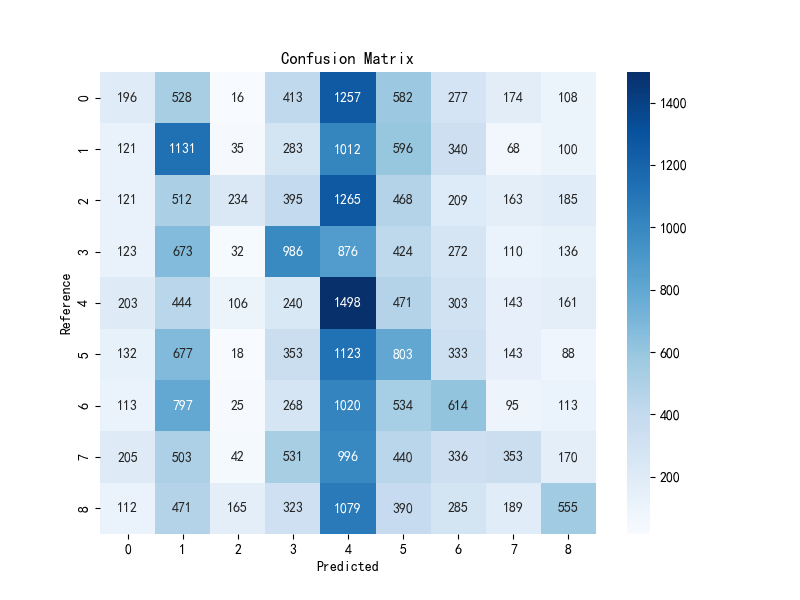 Confusion Matrix
0 196 528 16 413 1257 582 277 174 108
1 121 1131 35 283 1012 596 340 68 100
2 121 512 234 395 1265 468 209 163 185
3 123 673 32 986 876 424 272 110 136
4 203 444 106 240 1498 471 303 143 161
5 132 677 18 353 1123 803 333 143 88
6 113 797 25 268 1020 534 614 95 113
7 205 503 42 531 996 440 336 353 170
8 112 471 165 323 1079 390 285 189 555
0 1 2 3 4 5 6 7 8
Predicted
Reference
1400
1200
1000
800
600
400
200